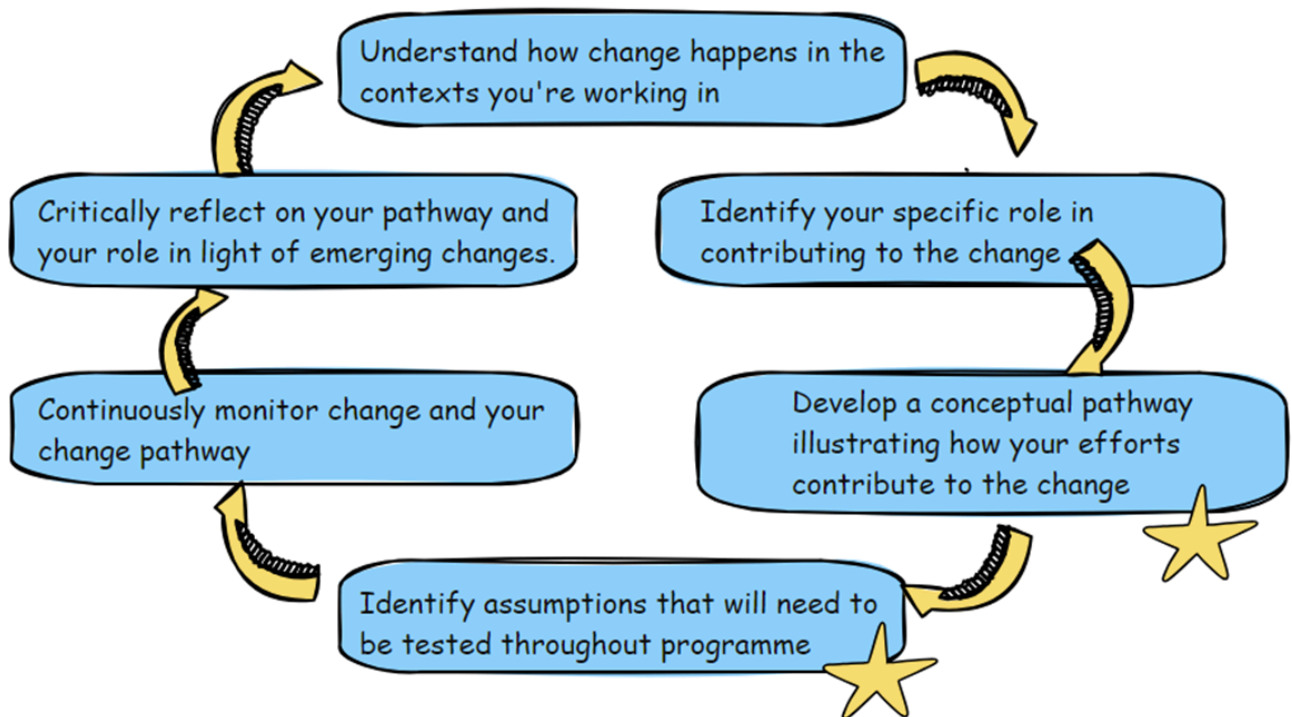 Understand how change happens in the
contexts you're working in
Identify your specific role in
contributing to the change
Develop a conceptual pathway
illustrating how your efforts
contribute to the change
Identify assumptions that will need to
be tested throughout programme
Continuously monitor change and your
change pathway
Critically reflect on your pathway and
your role in light of emerging changes.